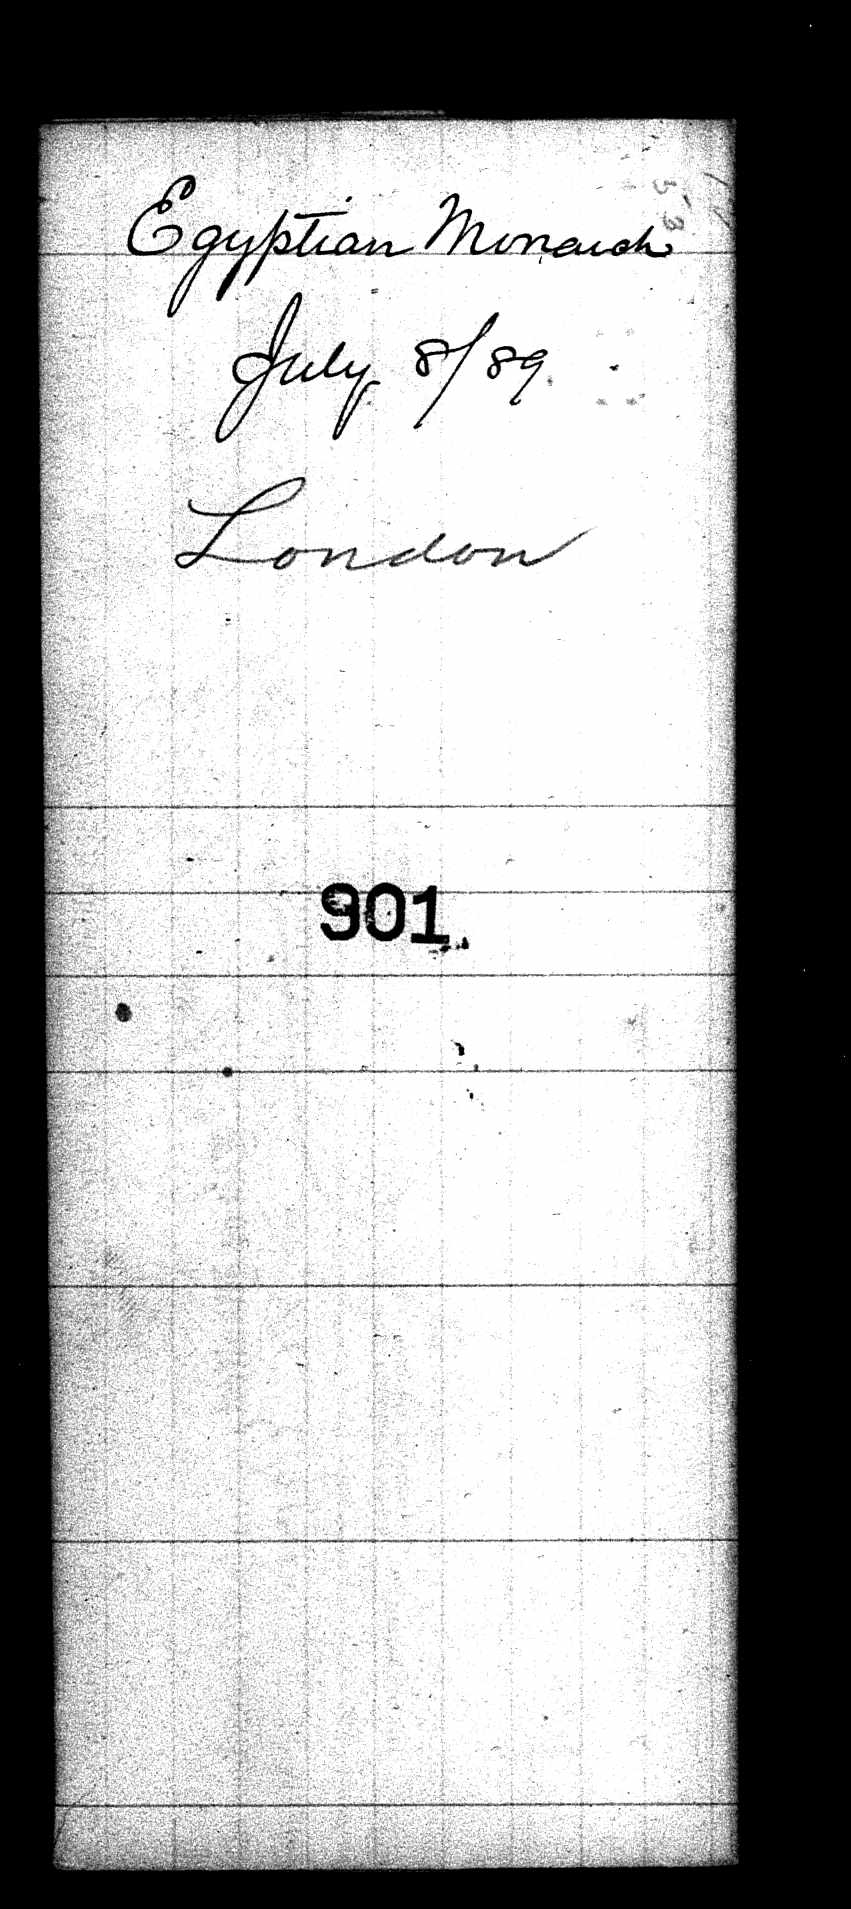 Egyptian Monarch
July 8/89
London
901